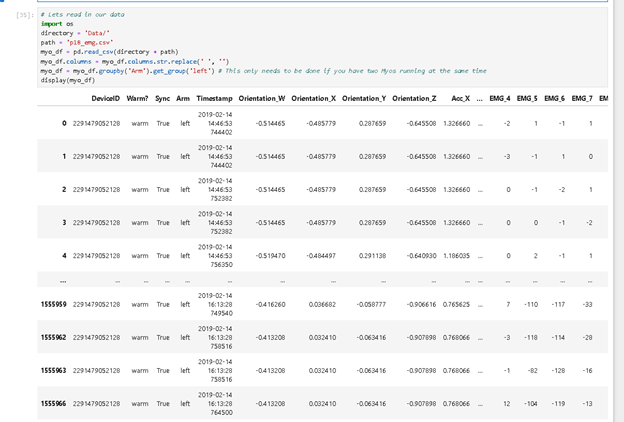 [35]: # Lets read in our data
import os
directory = 'Data/'
path = 'p18_emg.csv'
myo_df = pd.read_csv(directory + path)
myo_df.columns = myo_df.columns.str.replace(' ', '')
myo_df = myo_df.groupby('Arm').get_group('left') # This only needs to be done if you have two Myos running at the same time
display(myo_df)
DeviceID Warm? Sync Arm Timestamp Orientation_W Orientation_X Orientation_Y Orientation_Z Acc_X ... EMG_4 EMG_5 EMG_6 EMG_7 EM
0 2291479052128 warm True left 2019-02-14 14:46:53 744402 -0.514465 -0.485779 0.287659 -0.645508 1.326660 ... -2 1 -1 1
1 2291479052128 warm True left 2019-02-14 14:46:53 744402 -0.514465 -0.485779 0.287659 -0.645508 1.326660 ... -3 -1 1 0
2 2291479052128 warm True left 2019-02-14 14:46:53 752382 -0.514465 -0.485779 0.287659 -0.645508 1.326660 ... 0 -1 -2 1
3 2291479052128 warm True left 2019-02-14 14:46:53 752382 -0.514465 -0.485779 0.287659 -0.645508 1.326660 ... 0 0 -1 -2
4 2291479052128 warm True left 2019-02-14 14:46:53 756350 -0.519470 -0.484497 0.291138 -0.640930 1.186035 ... 0 2 -1 1
... ... ... ... ... ... ... ... ... ... ... ... ... ... ... ...
1555959 2291479052128 warm True left 2019-02-14 16:13:28 749540 -0.416260 0.036682 -0.058777 -0.906616 0.765625 ... 7 -110 -117 -33
1555962 2291479052128 warm True left 2019-02-14 16:13:28 758516 -0.413208 0.032410 -0.063416 -0.907898 0.768066 ... -3 -118 -114 -28
1555963 2291479052128 warm True left 2019-02-14 16:13:28 758516 -0.413208 0.032410 -0.063416 -0.907898 0.768066 ... -1 -82 -128 -16
1555966 2291479052128 warm True left 2019-02-14 16:13:28 764500 -0.413208 0.032410 -0.063416 -0.907898 0.768066 ... 12 -104 -119 -13